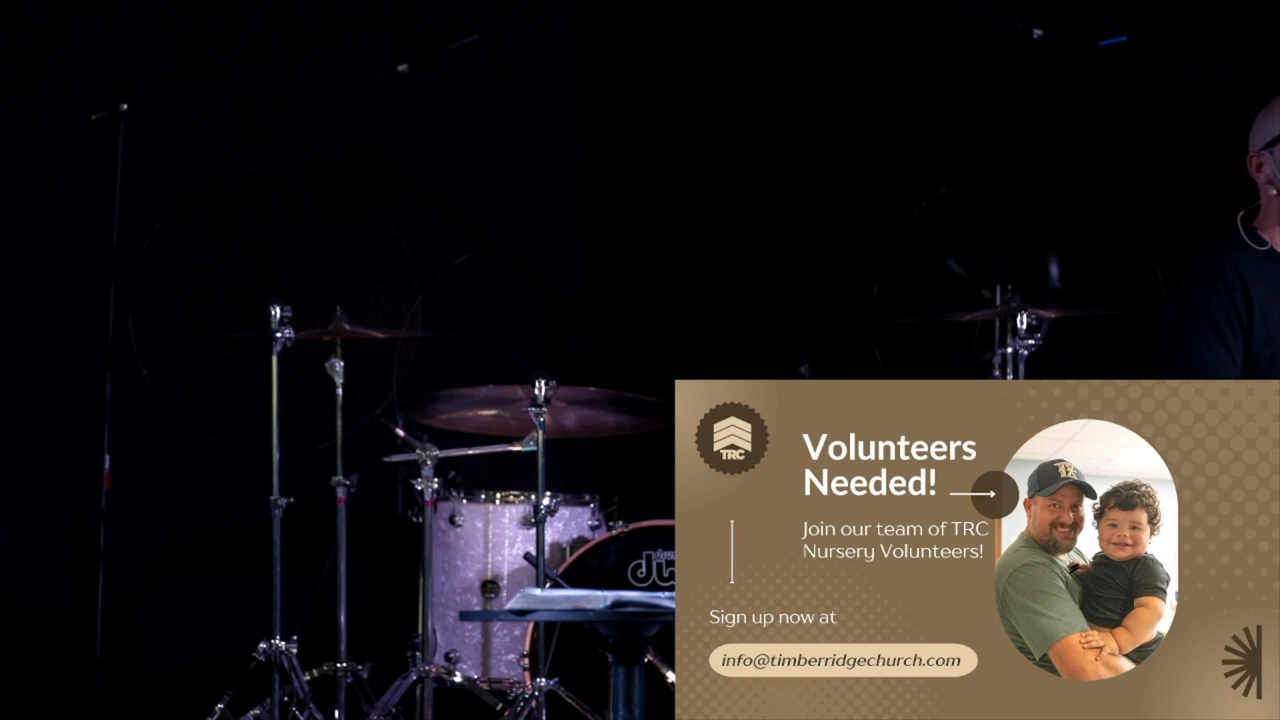 TRC
Volunteers
Needed!
Join our team of TRC
Nursery Volunteers!
Sign up now at
info@timberridgechurch.com